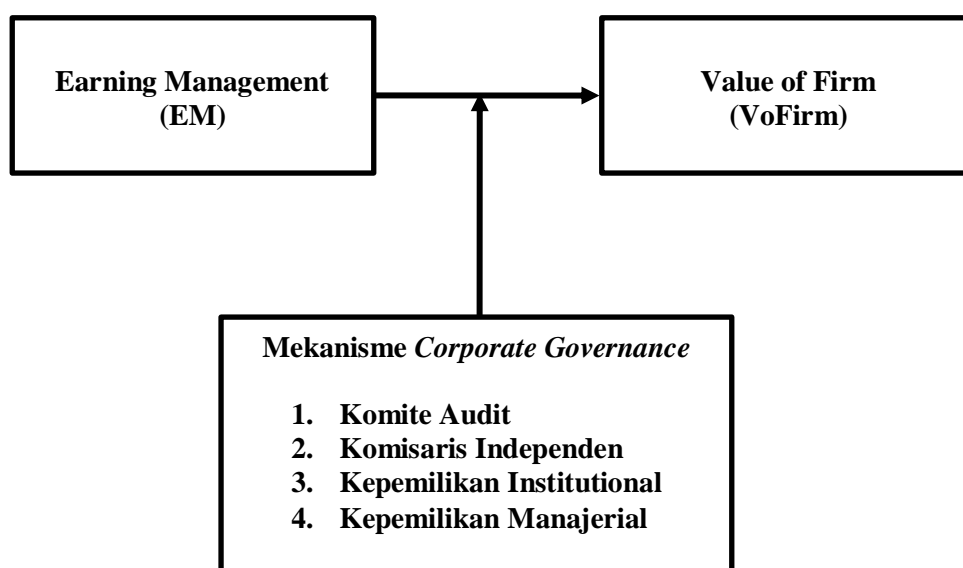 Earning Management
(EM)
Value of Firm
(VoFirm)
Mekanisme Corporate Governance
1. Komite Audit
2. Komisaris Independen
3. Kepemilikan Institutional
4. Kepemilikan Manajerial